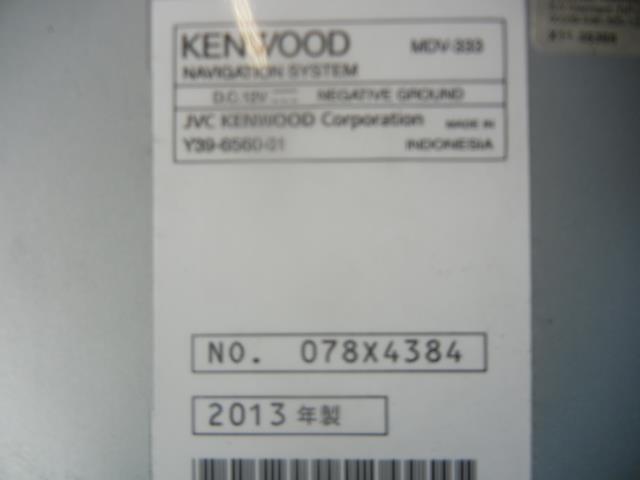 KENWOOD MDV-333
NAVIGATION SYSTEM
D.C.12V NEGATIVE GROUND
JVC KENWOOD Corporation MADE IN
Y39-6560-01 INDONESIA
NO. 078X4384
2013 年製